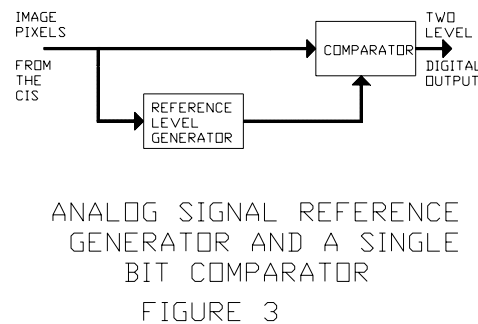 IMAGE
PIXELS
FROM
THE
CIS
REFERENCE
LEVEL
GENERATOR
COMPARATOR
TWO
LEVEL
DIGITAL
OUTPUT
ANALOG SIGNAL REFERENCE
GENERATOR AND A SINGLE
BIT COMPARATOR
FIGURE 3